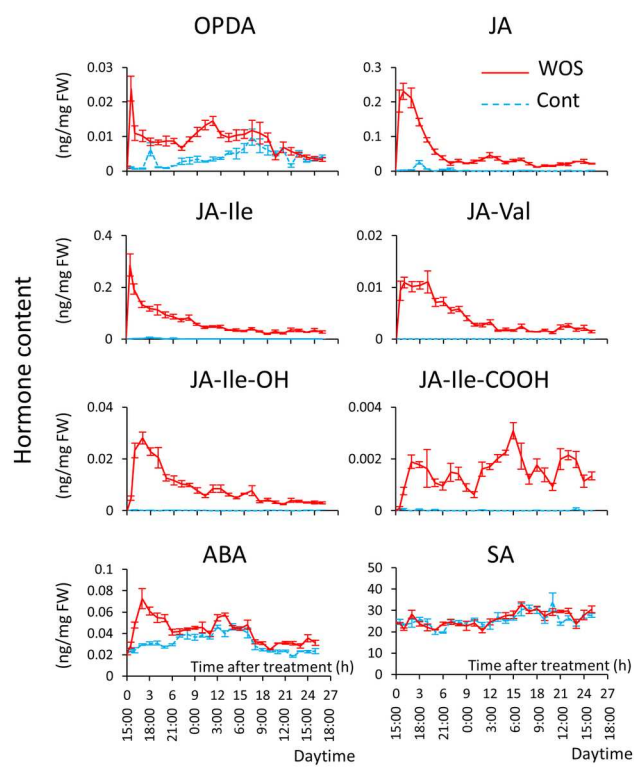 OPDA
JA
(ng/mg FW)
0.03
0.02
0.01
0
0.3
0.2
0.1
0
WOS
Cont
Hormone content
JA-Ile
JA-Val
(ng/mg FW)
0.4
0.2
0
0.02
0.01
0
JA-Ile-OH
JA-Ile-COOH
0.04
0.02
0
0.004
0.002
0
ABA
SA
(ng/mg FW)
0.1
0.08
0.06
0.04
0.02
0
50
40
30
20
10
0
Time after treatment (h)
Time after treatment (h)
0 3 6 9 12 15 18 21 24 27
0 3 6 9 12 15 18 21 24 27
15:00 18:00 21:00 0:00 3:00 6:00 9:00 12:00 15:00 18:00
15:00 18:00 21:00 0:00 3:00 6:00 9:00 12:00 15:00 18:00
Daytime
Daytime